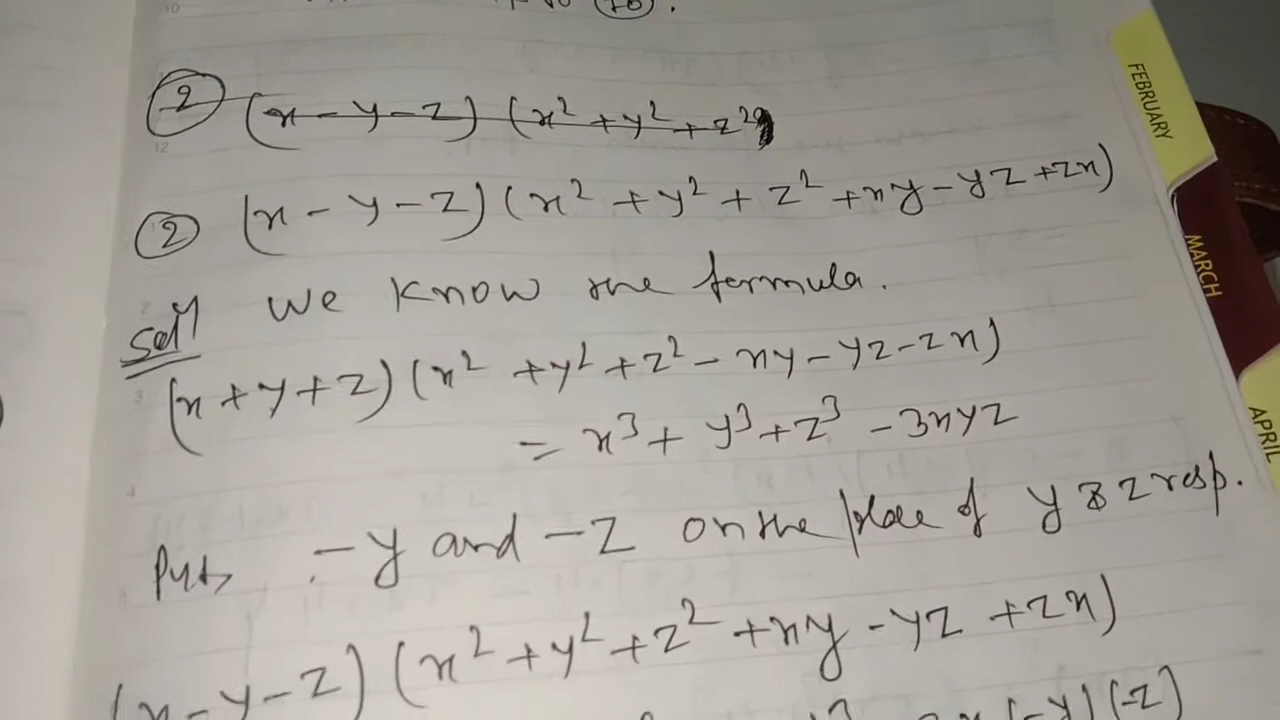 ② (x - y - z) (x² + y² + z²
② (x - y - z) (x² + y² + z² + xy - yz + zx)
Solⁿ We know the formula.
(x + y + z) (x² + y² + z² - xy - yz - zx)
= x³ + y³ + z³ - 3xyz
Put, -y and -z on the place of y & z resp.
(x - y - z) (x² + y² + z² + xy - yz + zx)
(-y) (-z)
FEBRUARY
MARCH
APRIL